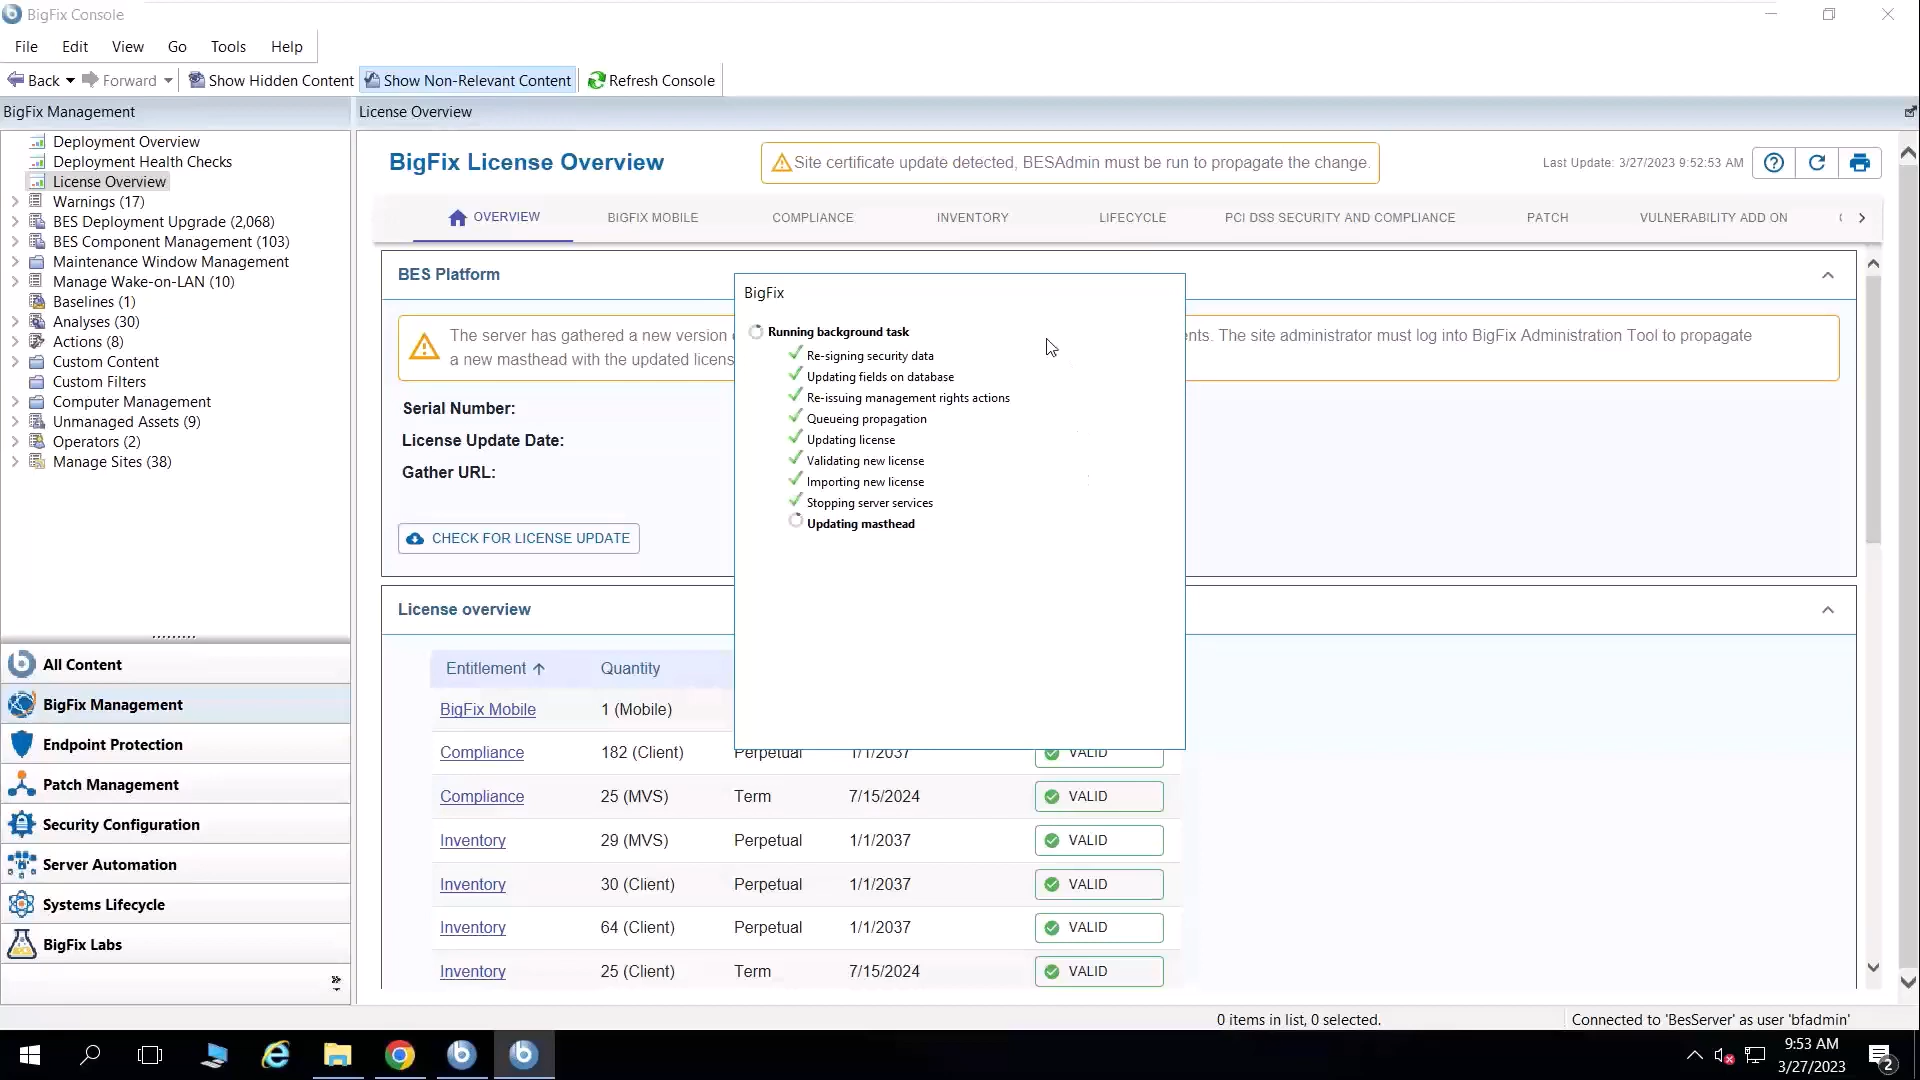 BigFix Console
File Edit View Go Tools Help
Back Forward Show Hidden Content Show Non-Relevant Content Refresh Console
BigFix Management
Deployment Overview
Deployment Health Checks
License Overview
Warnings (17)
BES Deployment Upgrade (2,068)
BES Component Management (103)
Maintenance Window Management
Manage Wake-on-LAN (10)
Baselines (1)
Analyses (30)
Actions (8)
Custom Content
Custom Filters
Computer Management
Unmanaged Assets (9)
Operators (2)
Manage Sites (38)
All Content
BigFix Management
Endpoint Protection
Patch Management
Security Configuration
Server Automation
Systems Lifecycle
BigFix Labs
License Overview
BigFix License Overview
Site certificate update detected, BESAdmin must be run to propagate the change.
Last Update: 3/27/2023 9:52:53 AM
OVERVIEW BIGFIX MOBILE COMPLIANCE INVENTORY LIFECYCLE PCI DSS SECURITY AND COMPLIANCE PATCH VULNERABILITY ADD ON
BES Platform
The server has gathered a new version ents. The site administrator must log into BigFix Administration Tool to propagate
a new masthead with the updated licens
Serial Number:
License Update Date:
Gather URL:
CHECK FOR LICENSE UPDATE
BigFix
Running background task
Re-signing security data
Updating fields on database
Re-issuing management rights actions
Queueing propagation
Updating license
Validating new license
Importing new license
Stopping server services
Updating masthead
License overview
Entitlement Quantity
BigFix Mobile 1 (Mobile)
Compliance 182 (Client) Perpetual 1/1/2037 VALID
Compliance 25 (MVS) Term 7/15/2024 VALID
Inventory 29 (MVS) Perpetual 1/1/2037 VALID
Inventory 30 (Client) Perpetual 1/1/2037 VALID
Inventory 64 (Client) Perpetual 1/1/2037 VALID
Inventory 25 (Client) Term 7/15/2024 VALID
0 items in list, 0 selected.
Connected to 'BesServer' as user 'bfadmin'
9:53 AM
3/27/2023
2